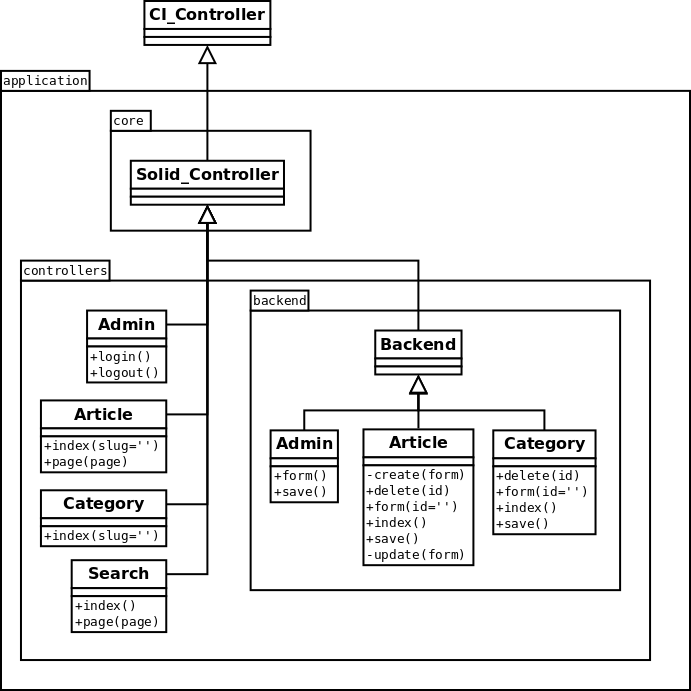 CI_Controller
application
core
Solid_Controller
controllers
backend
Admin
+login()
+logout()
Article
+index(slug='')
+page(page)
Category
+index(slug='')
Search
+index()
+page(page)
Backend
Admin
+form()
+save()
Article
-create(form)
+delete(id)
+form(id='')
+index()
+save()
-update(form)
Category
+delete(id)
+form(id='')
+index()
+save()